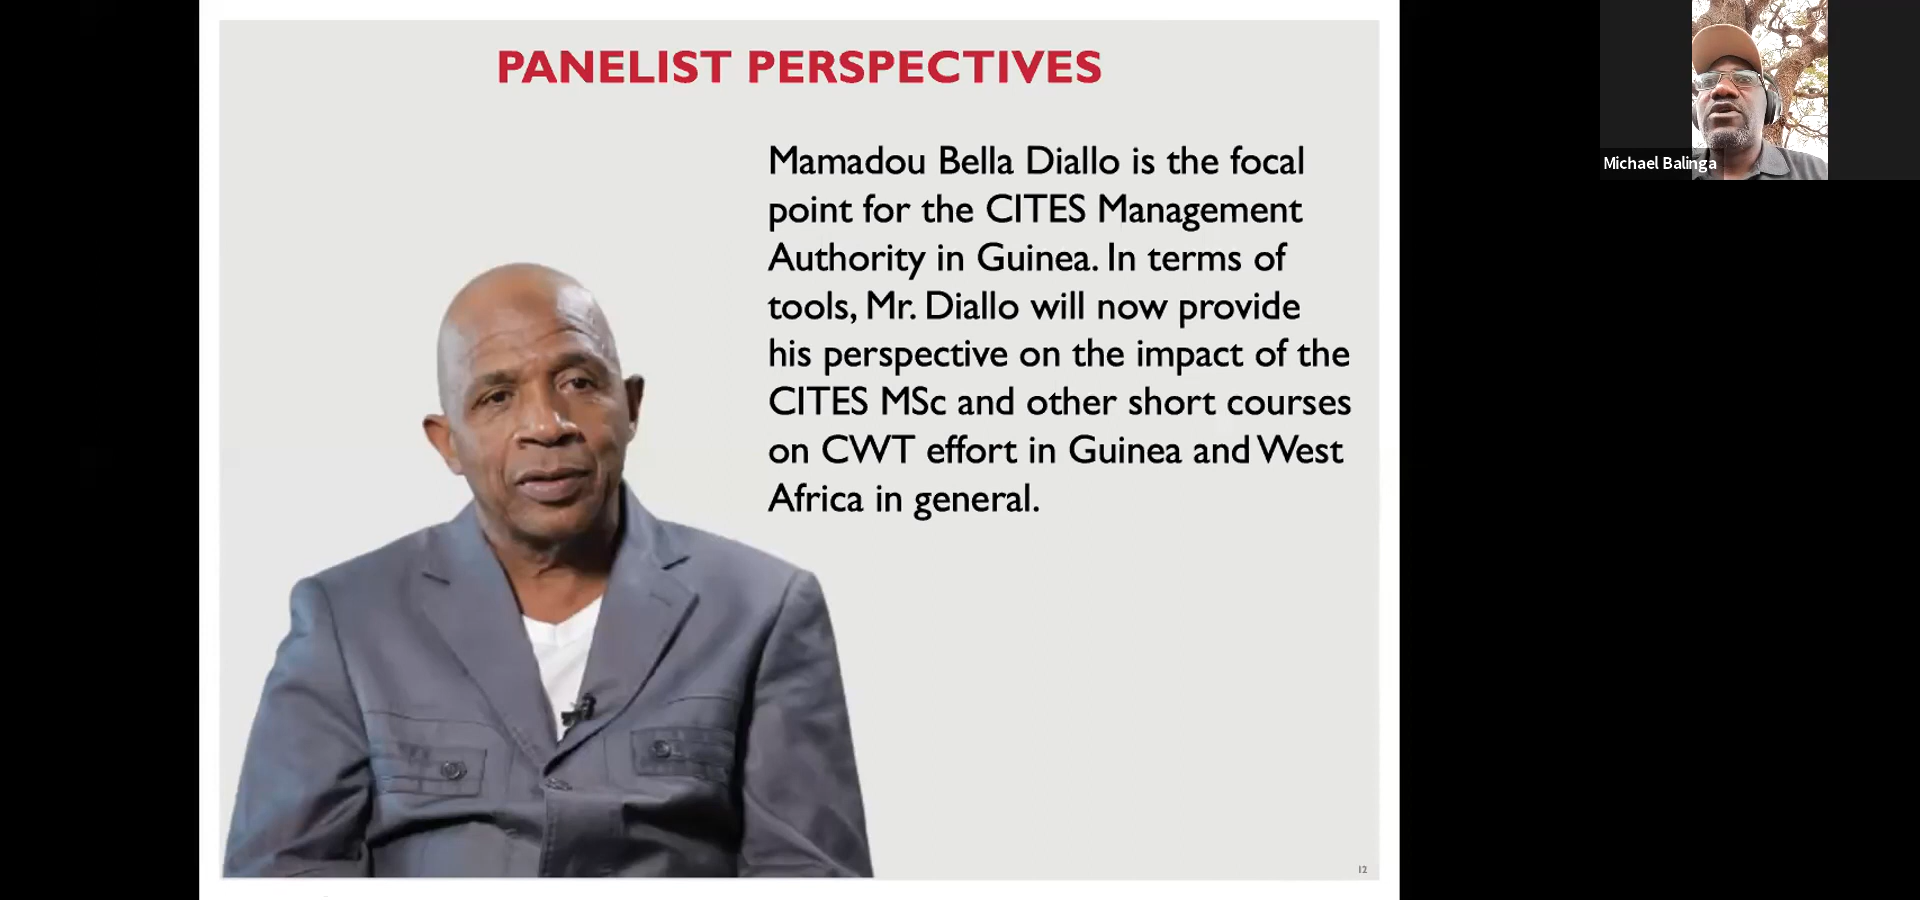 PANELIST PERSPECTIVES
Mamadou Bella Diallo is the focal
point for the CITES Management
Authority in Guinea. In terms of
tools, Mr. Diallo will now provide
his perspective on the impact of the
CITES MSc and other short courses
on CWT effort in Guinea and West
Africa in general.
12
Michael Balinga